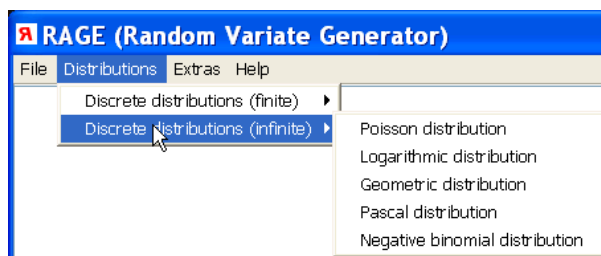 Я RAGE (Random Variate Generator)
File Distributions Extras Help
Discrete distributions (finite)
Discrete distributions (infinite)
Poisson distribution
Logarithmic distribution
Geometric distribution
Pascal distribution
Negative binomial distribution